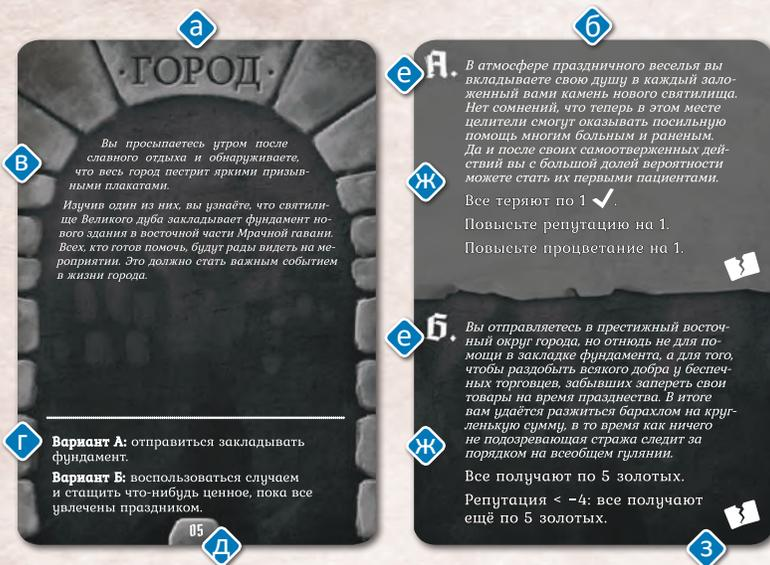 а
б
ГОРОД
в
Вы просыпаетесь утром после
славного отдыха и обнаруживаете,
что весь город пестрит яркими призыв-
ными плакатами.
Изучив один из них, вы узнаёте, что святили-
ще Великого дуба закладывает фундамент но-
вого здания в восточной части Мрачной гавани.
Всех, кто готов помочь, будут рады видеть на ме-
роприятии. Это должно стать важным событием
в жизни города.
г
Вариант А: отправиться закладывать
фундамент.
Вариант Б: воспользоваться случаем
и стащить что-нибудь ценное, пока все
увлечены праздником.
05
д
е
А.
В атмосфере праздничного веселья вы
вкладываете свою душу в каждый зало-
женный вами камень нового святилища.
Нет сомнений, что теперь в этом месте
целители смогут оказывать посильную
помощь многим больным и раненым.
Да и после своих самоотверженных дей-
ствий вы с большой долей вероятности
можете стать их первыми пациентами.
ж
Все теряют по 1 ✔.
Повысьте репутацию на 1.
Повысьте процветание на 1.
е
Б.
Вы отправляетесь в престижный восточ-
ный округ города, но отнюдь не для по-
мощи в закладке фундамента, а для того,
чтобы раздобыть всякого добра у беспеч-
ных торговцев, забывших запереть свои
товары на время празднества. В итоге
вам удаётся разжиться барахлом на круг-
ленькую сумму, в то время как ничего
не подозревающая стража следит за
порядком на всеобщем гулянии.
ж
Все получают по 5 золотых.
Репутация < −4: все получают
ещё по 5 золотых.
з